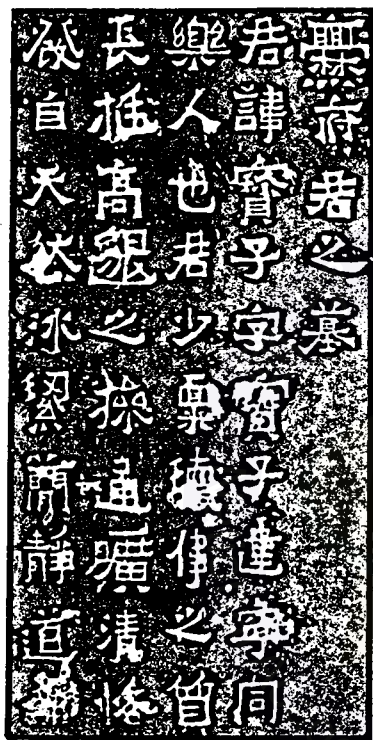 爨府君之墓
君諱寶子字寶子建寧同
樂人也君少稟瓌偉之質
長挺高邈之操通曠清恪
發自天然冰絜簡靜道兼